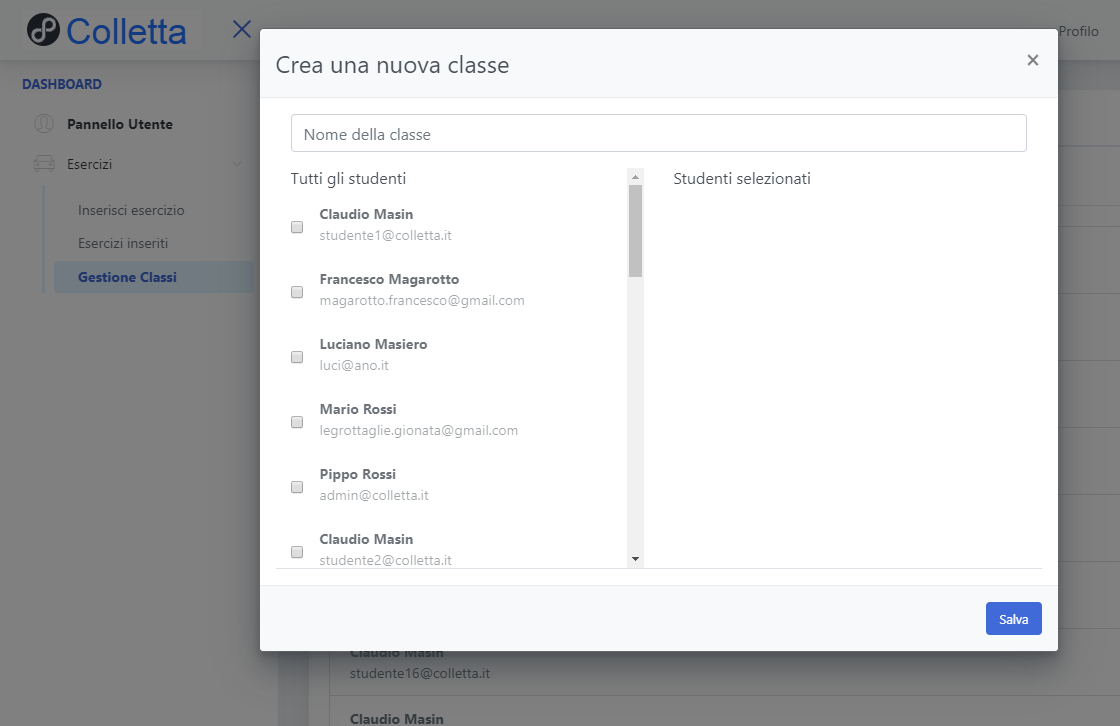 Colletta
Profilo
DASHBOARD
Pannello Utente
Esercizi
Inserisci esercizio
Esercizi inseriti
Gestione Classi
Crea una nuova classe
×
Nome della classe
Tutti gli studenti
Claudio Masin
studente1@colletta.it
Francesco Magarotto
magarotto.francesco@gmail.com
Luciano Masiero
luci@ano.it
Mario Rossi
legrottaglie.gionata@gmail.com
Pippo Rossi
admin@colletta.it
Claudio Masin
studente2@colletta.it
Studenti selezionati
Salva
Claudio Masin
studente16@colletta.it
Claudio Masin